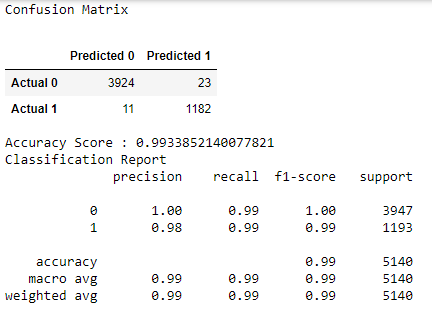 Confusion Matrix
Predicted 0 Predicted 1
Actual 0 3924 23
Actual 1 11 1182
Accuracy Score : 0.9933852140077821
Classification Report
precision recall f1-score support
0 1.00 0.99 1.00 3947
1 0.98 0.99 0.99 1193
accuracy 0.99 5140
macro avg 0.99 0.99 0.99 5140
weighted avg 0.99 0.99 0.99 5140